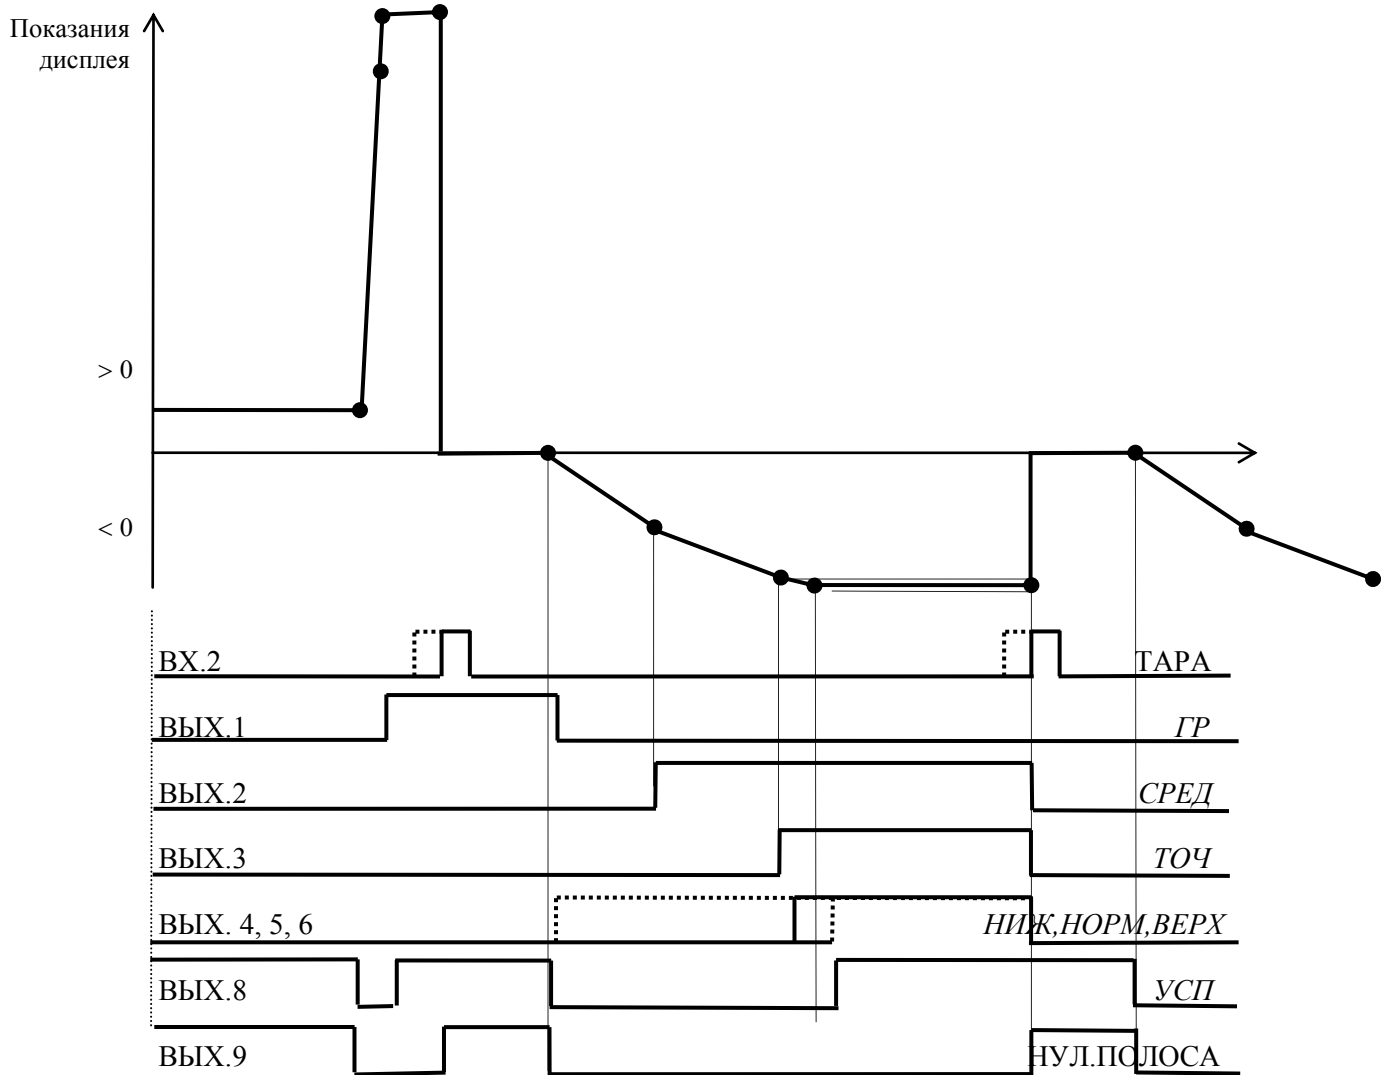 Показания
дисплея
> 0
< 0
ВХ.2 ТАРА
ВЫХ.1 ГР
ВЫХ.2 СРЕД
ВЫХ.3 ТОЧ
ВЫХ. 4, 5, 6 НИЖ,НОРМ,ВЕРХ
ВЫХ.8 УСП
ВЫХ.9 НУЛ.ПОЛОСА